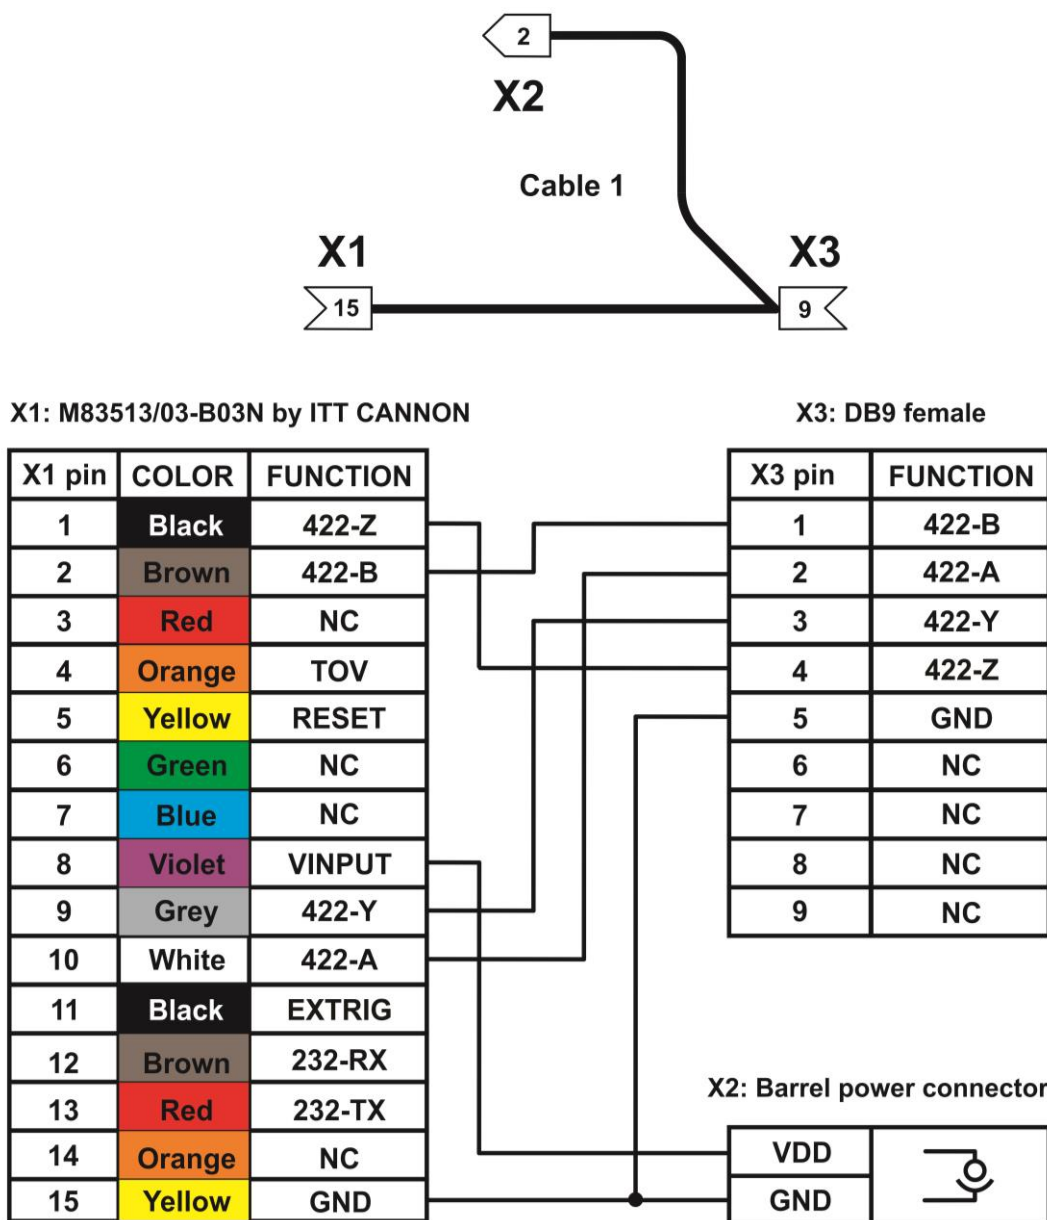 2
X2
Cable 1
X1
X3
15
9
X1: M83513/03-B03N by ITT CANNON
X3: DB9 female
X1 pin COLOR FUNCTION
1 Black 422-Z
2 Brown 422-B
3 Red NC
4 Orange TOV
5 Yellow RESET
6 Green NC
7 Blue NC
8 Violet VINPUT
9 Grey 422-Y
10 White 422-A
11 Black EXTRIG
12 Brown 232-RX
13 Red 232-TX
14 Orange NC
15 Yellow GND
X3 pin FUNCTION
1 422-B
2 422-A
3 422-Y
4 422-Z
5 GND
6 NC
7 NC
8 NC
9 NC
X2: Barrel power connector
VDD
GND